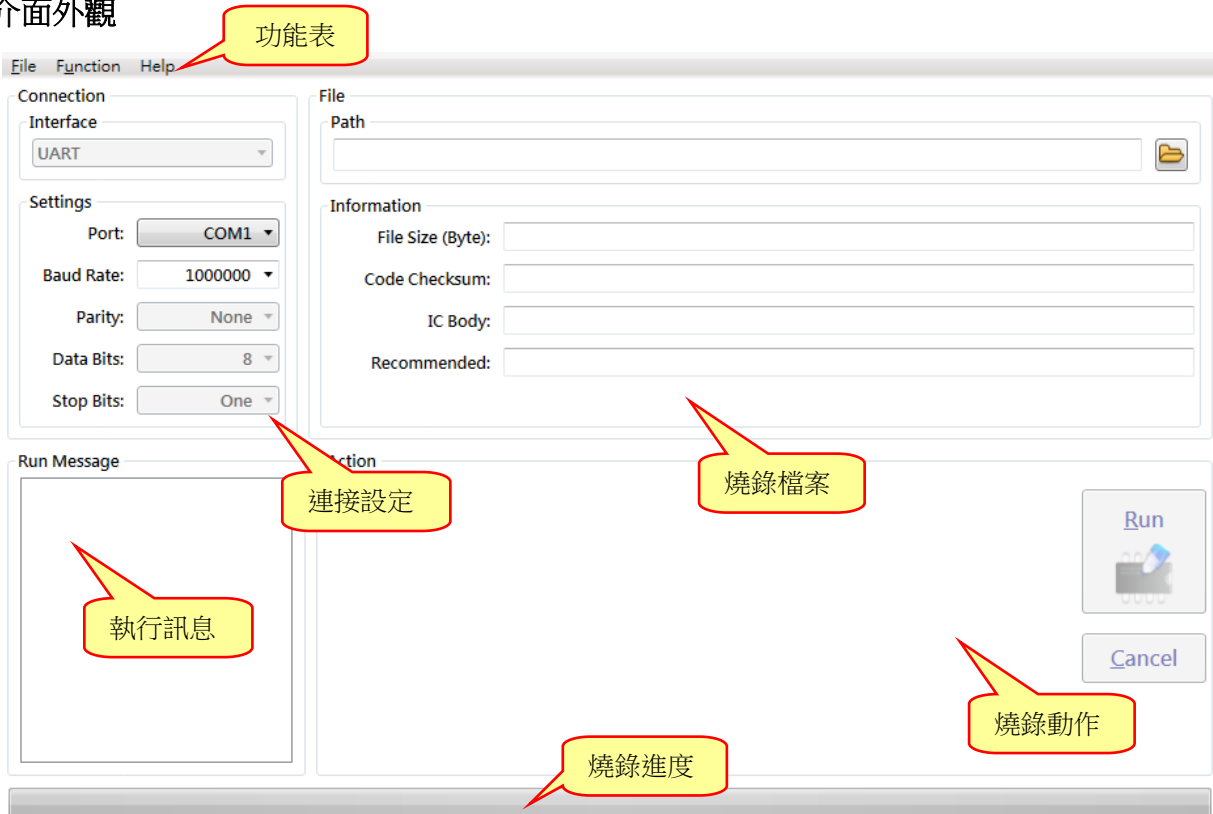 介面外觀
功能表
File Function Help
Connection
Interface
UART
Settings
Port: COM1
Baud Rate: 1000000
Parity: None
Data Bits: 8
Stop Bits: One
連接設定
File
Path
Information
File Size (Byte):
Code Checksum:
IC Body:
Recommended:
燒錄檔案
Run Message
執行訊息
Action
Run
Cancel
燒錄動作
燒錄進度